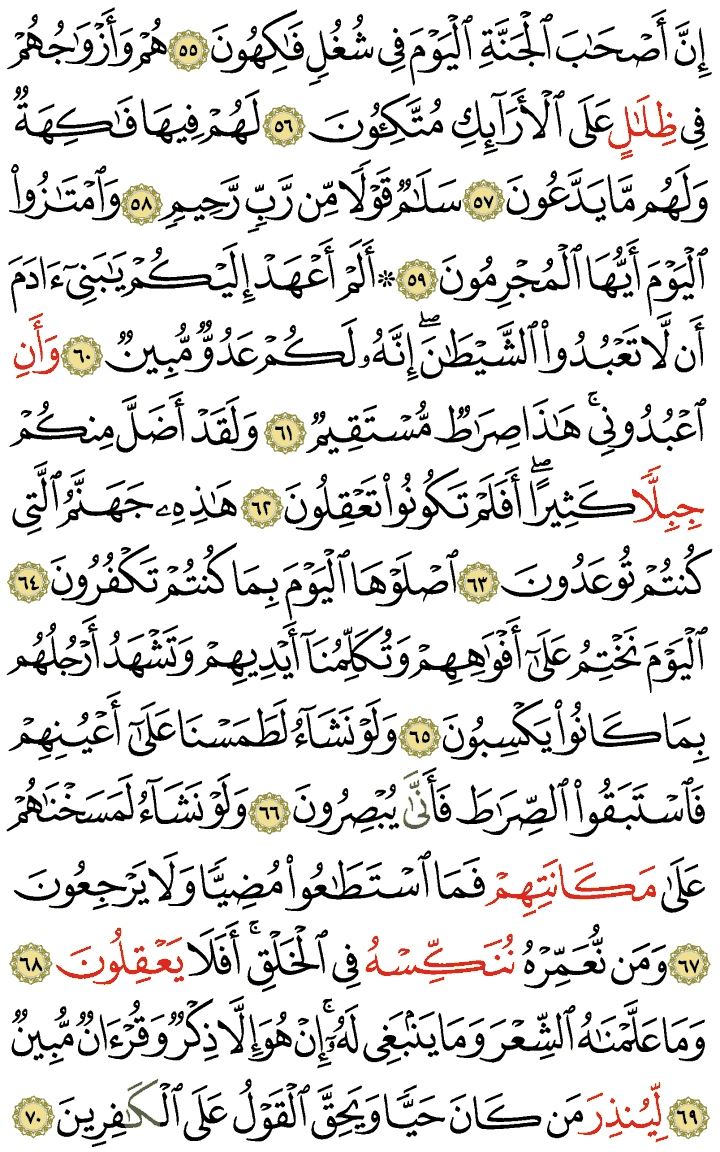 إِنَّ أَصْحَٰبَ ٱلْجَنَّةِ ٱلْيَوْمَ فِى شُغُلٍ فَٰكِهُونَ ٥٥ هُمْ وَأَزْوَٰجُهُمْ
فِى ظِلَٰلٍ عَلَى ٱلْأَرَآئِكِ مُتَّكِـُٔونَ ٥٦ لَهُمْ فِيهَا فَٰكِهَةٌ
وَلَهُم مَّا يَدَّعُونَ ٥٧ سَلَٰمٌ قَوْلًا مِّن رَّبٍّ رَّحِيمٍ ٥٨ وَٱمْتَٰزُوا۟
ٱلْيَوْمَ أَيُّهَا ٱلْمُجْرِمُونَ ٥٩ * أَلَمْ أَعْهَدْ إِلَيْكُمْ يَٰبَنِىٓ ءَادَمَ
أَن لَّا تَعْبُدُوا۟ ٱلشَّيْطَٰنَ ۖ إِنَّهُۥ لَكُمْ عَدُوٌّ مُّبِينٌ ٦٠ وَأَنِ
ٱعْبُدُونِى ۚ هَٰذَا صِرَٰطٌ مُّسْتَقِيمٌ ٦١ وَلَقَدْ أَضَلَّ مِنكُمْ
جِبِلًّا كَثِيرًا ۖ أَفَلَمْ تَكُونُوا۟ تَعْقِلُونَ ٦٢ هَٰذِهِۦ جَهَنَّمُ ٱلَّتِى
كُنتُمْ تُوعَدُونَ ٦٣ ٱصْلَوْهَا ٱلْيَوْمَ بِمَا كُنتُمْ تَكْفُرُونَ ٦٤
ٱلْيَوْمَ نَخْتِمُ عَلَىٰٓ أَفْوَٰهِهِمْ وَتُكَلِّمُنَآ أَيْدِيهِمْ وَتَشْهَدُ أَرْجُلُهُم
بِمَا كَانُوا۟ يَكْسِبُونَ ٦٥ وَلَوْ نَشَآءُ لَطَمَسْنَا عَلَىٰٓ أَعْيُنِهِمْ
فَٱسْتَبَقُوا۟ ٱلصِّرَٰطَ فَأَنَّىٰ يُبْصِرُونَ ٦٦ وَلَوْ نَشَآءُ لَمَسَخْنَٰهُمْ
عَلَىٰ مَكَانَتِهِمْ فَمَا ٱسْتَطَٰعُوا۟ مُضِيًّا وَلَا يَرْجِعُونَ
٦٧ وَمَن نُّعَمِّرْهُ نُنَكِّسْهُ فِى ٱلْخَلْقِ ۚ أَفَلَا يَعْقِلُونَ ٦٨
وَمَا عَلَّمْنَٰهُ ٱلشِّعْرَ وَمَا يَنۢبَغِى لَهُۥٓ ۚ إِنْ هُوَ إِلَّا ذِكْرٌ وَقُرْءَانٌ مُّبِينٌ
٦٩ لِّيُنذِرَ مَن كَانَ حَيًّا وَيَحِقَّ ٱلْقَوْلُ عَلَى ٱلْكَٰفِرِينَ ٧٠